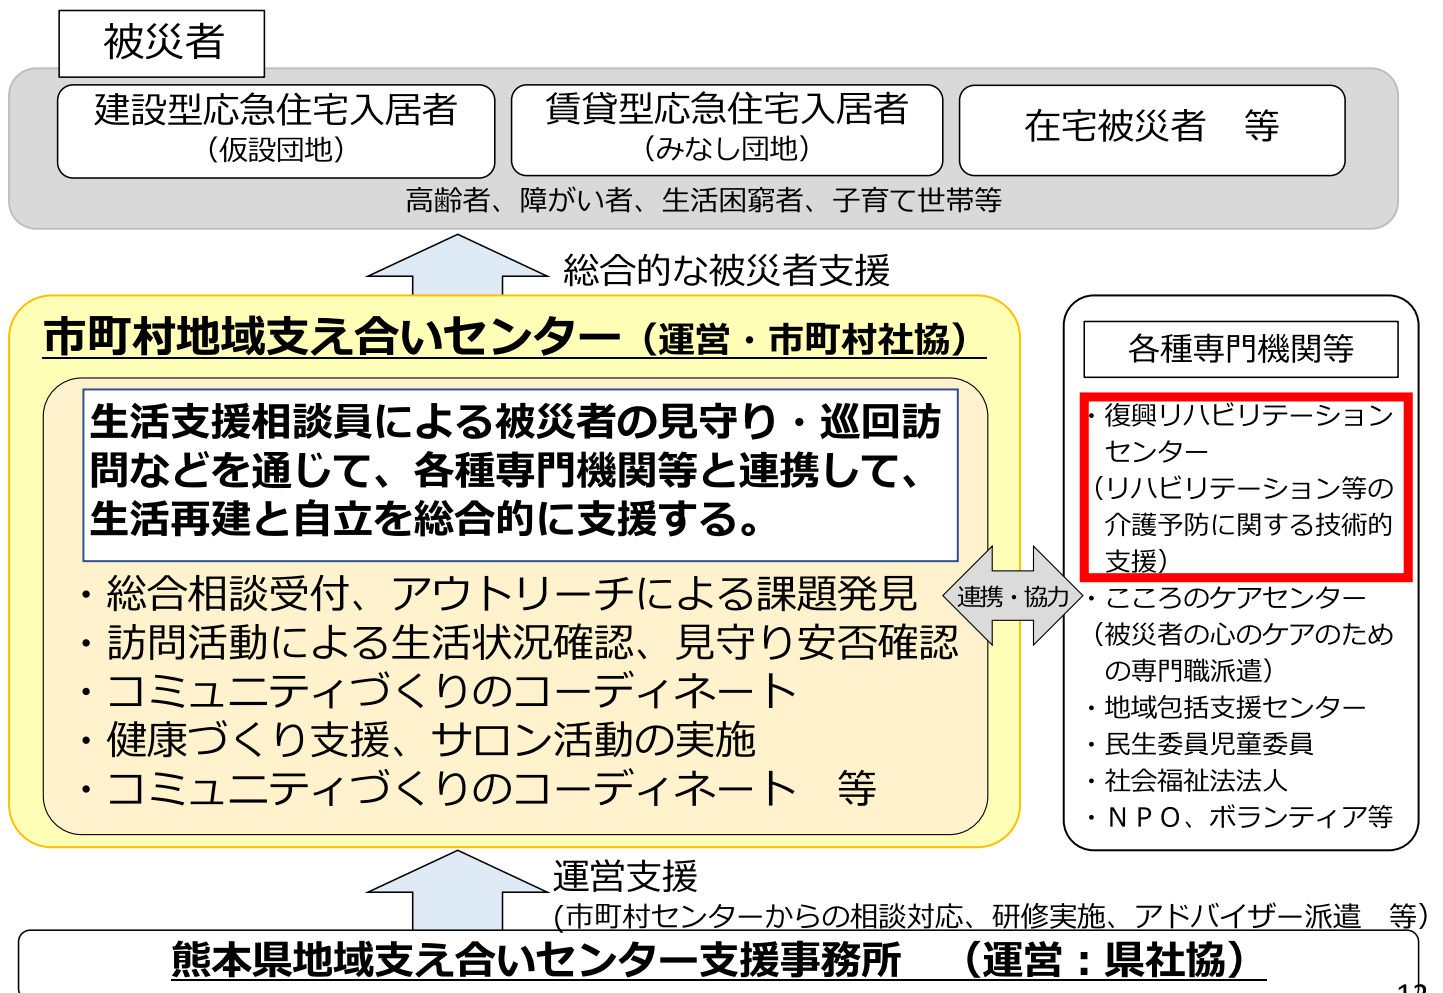 被災者
建設型応急住宅入居者
（仮設団地）
賃貸型応急住宅入居者
（みなし団地）
在宅被災者　等
高齢者、障がい者、生活困窮者、子育て世帯等
総合的な被災者支援
市町村地域支え合いセンター（運営・市町村社協）
生活支援相談員による被災者の見守り・巡回訪
問などを通じて、各種専門機関等と連携して、
生活再建と自立を総合的に支援する。
・総合相談受付、アウトリーチによる課題発見
・訪問活動による生活状況確認、見守り安否確認
・コミュニティづくりのコーディネート
・健康づくり支援、サロン活動の実施
・コミュニティづくりのコーディネート　等
連携・協力
各種専門機関等
・復興リハビリテーション
センター
（リハビリテーション等の
介護予防に関する技術的
支援）
・こころのケアセンター
（被災者の心のケアのため
の専門職派遣）
・地域包括支援センター
・民生委員児童委員
・社会福祉法法人
・ＮＰＯ、ボランティア等
運営支援
(市町村センターからの相談対応、研修実施、アドバイザー派遣　等）
熊本県地域支え合いセンター支援事務所　（運営：県社協）
12